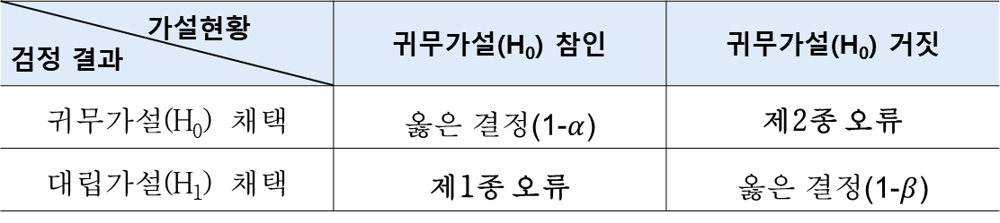 가설현황
검정 결과
귀무가설(H₀) 참인
귀무가설(H₀) 거짓
귀무가설(H₀) 채택
옳은 결정(1-α)
제2종 오류
대립가설(H₁) 채택
제1종 오류
옳은 결정(1-β)